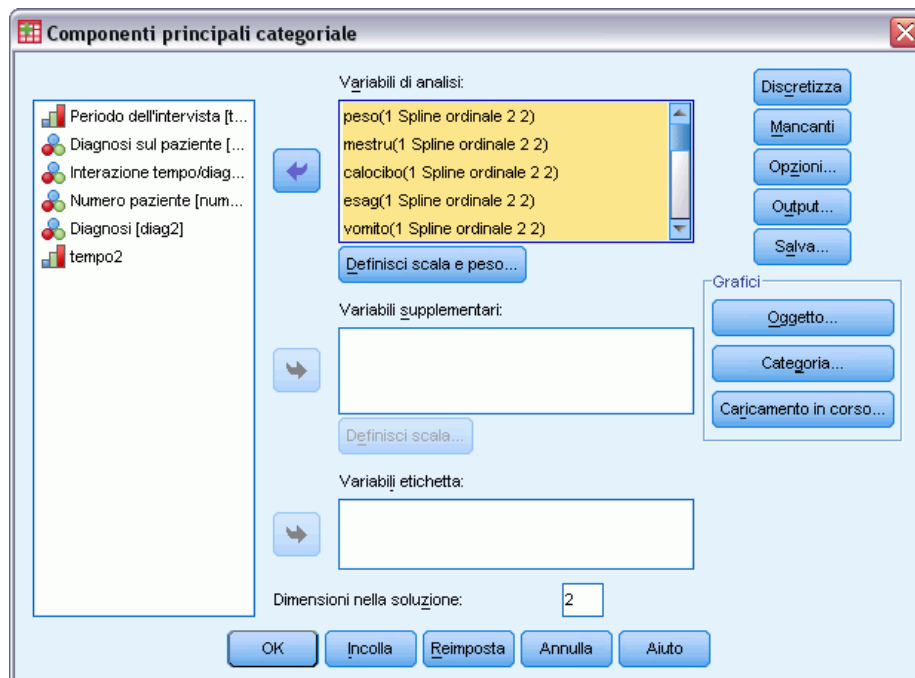 Componenti principali categoriale
Variabili di analisi:
Periodo dell'intervista [t...
Diagnosi sul paziente [...
Interazione tempo/diag...
Numero paziente [num...
Diagnosi [diag2]
tempo2
peso(1 Spline ordinale 2 2)
mestru(1 Spline ordinale 2 2)
calocibo(1 Spline ordinale 2 2)
esag(1 Spline ordinale 2 2)
vomito(1 Spline ordinale 2 2)
Definisci scala e peso...
Variabili supplementari:
Definisci scala...
Variabili etichetta:
Dimensioni nella soluzione:
2
Discretizza
Mancanti
Opzioni...
Output...
Salva...
Grafici
Oggetto...
Categoria...
Caricamento in corso...
OK
Incolla
Reimposta
Annulla
Aiuto